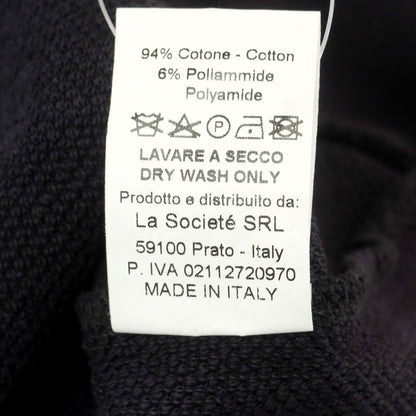 94% Cotone - Cotton
6% Poliammide
Polyamide
P
LAVARE A SECCO
DRY WASH ONLY
Prodotto e distribuito da:
La Societé SRL
59100 Prato - Italy
P. IVA 02112720970
MADE IN ITALY